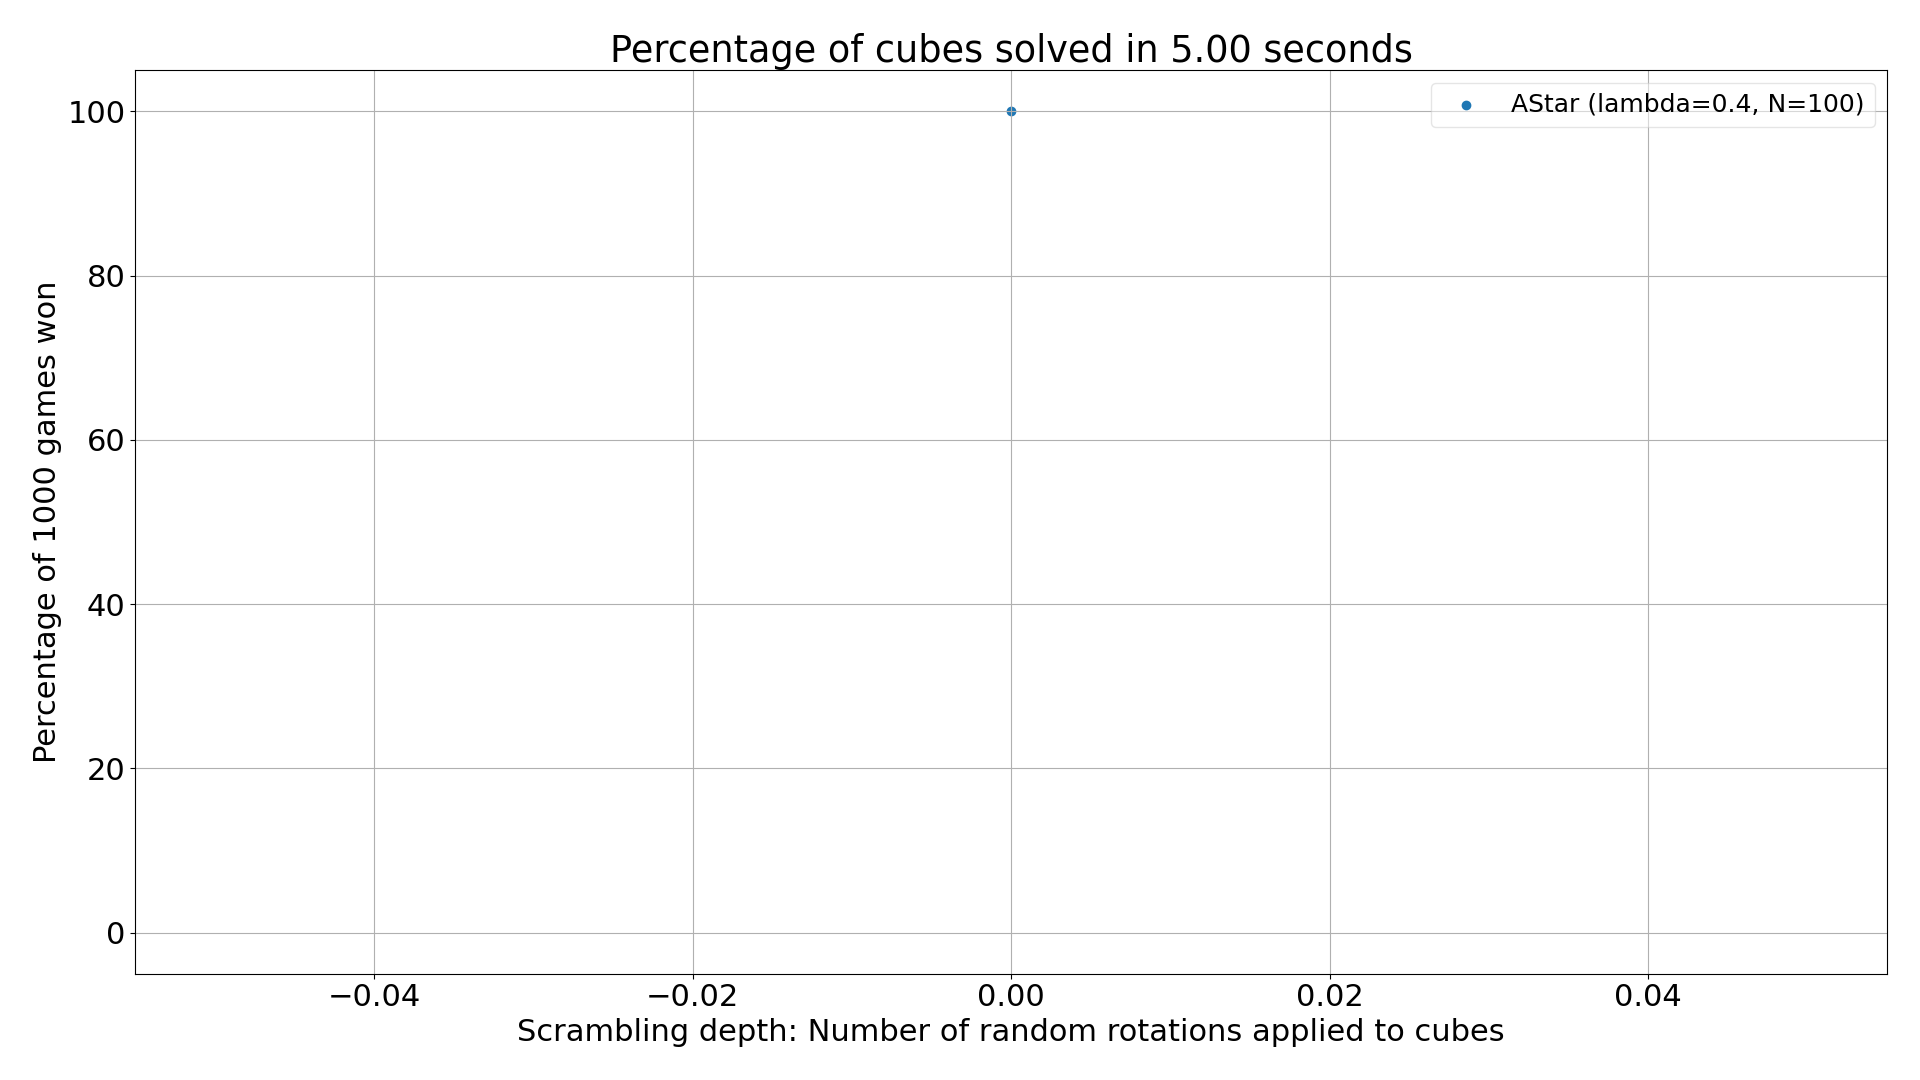 Percentage of cubes solved in 5.00 seconds
AStar (lambda=0.4, N=100)
Percentage of 1000 games won
100
80
60
40
20
0
−0.04 −0.02 0.00 0.02 0.04
Scrambling depth: Number of random rotations applied to cubes